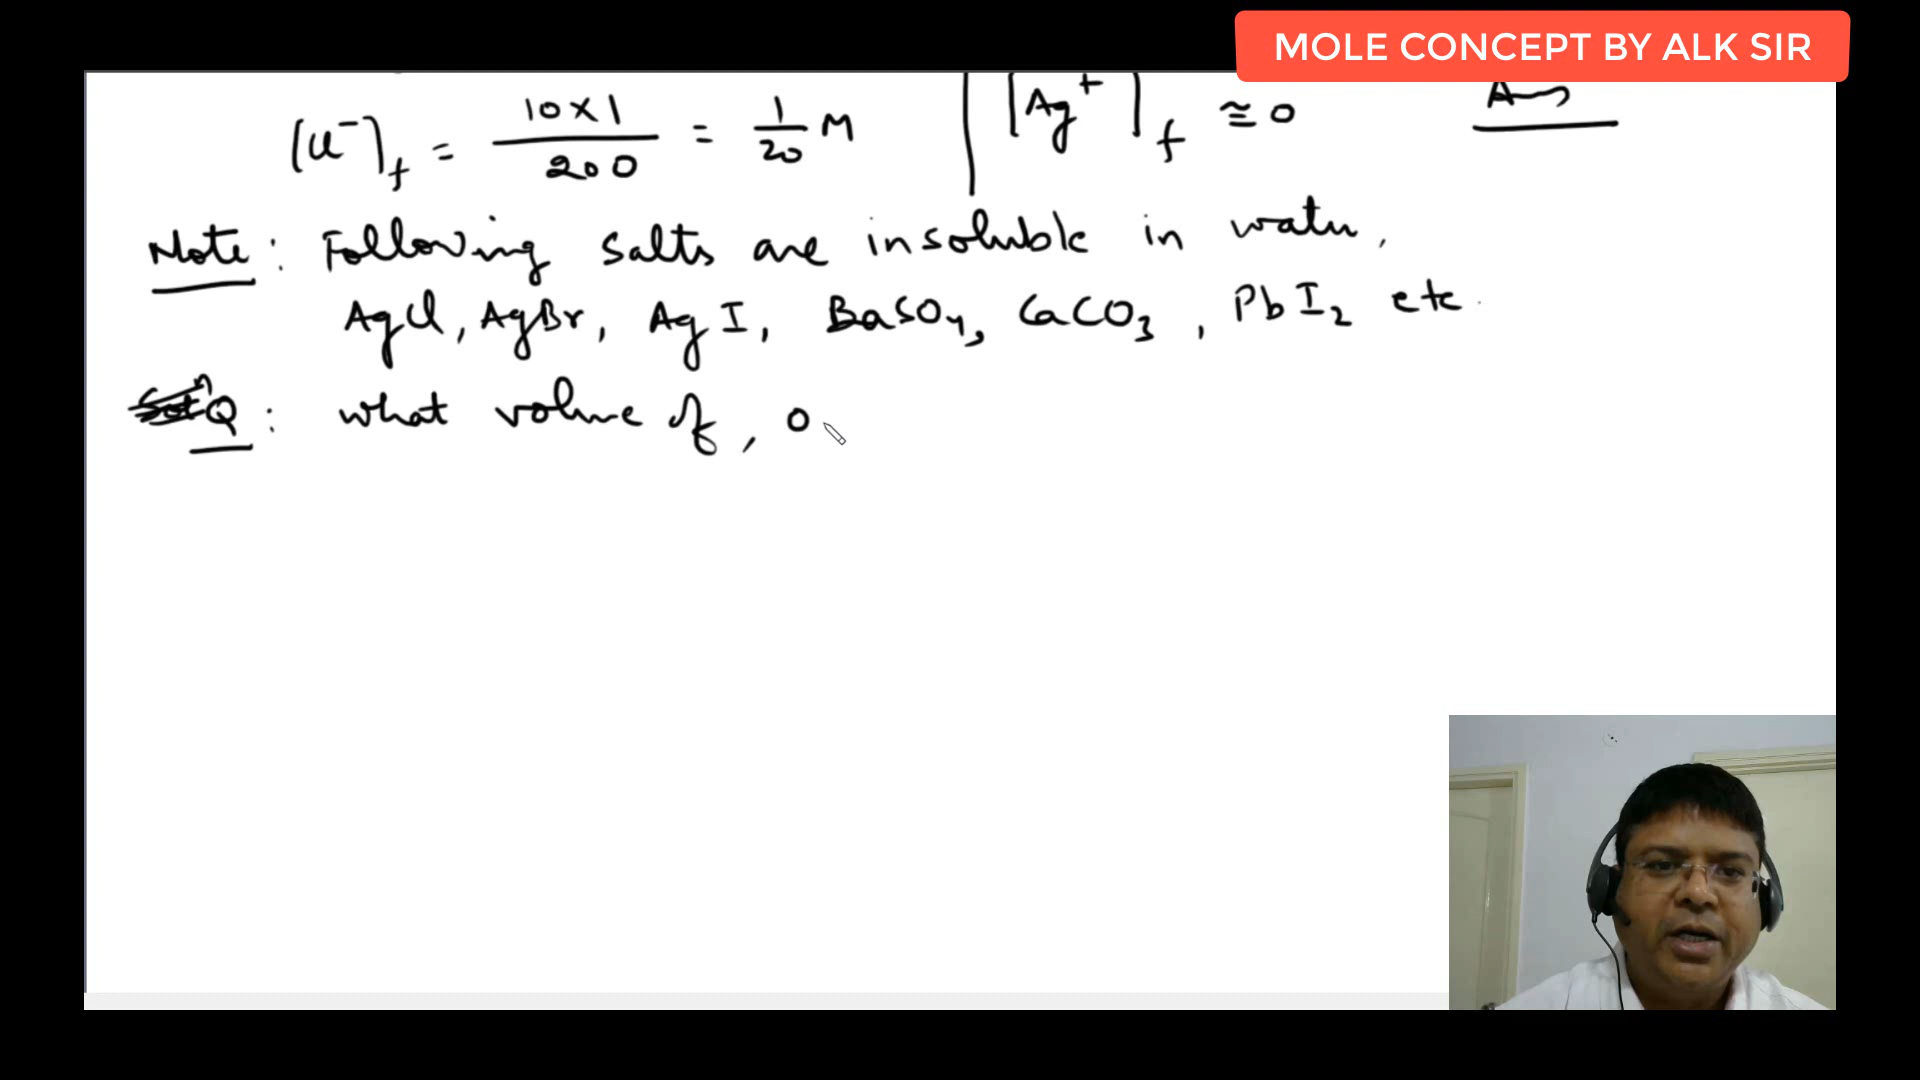 MOLE CONCEPT BY ALK SIR
[Cl⁻]f = 10 × 1 / 200 = 1/20 M | [Ag⁺]f ≅ 0 Ans
Note : Following salts are insoluble in water,
AgCl, AgBr, AgI, BaSO4, CaCO3, PbI2 etc.
Q : what volume of, 0